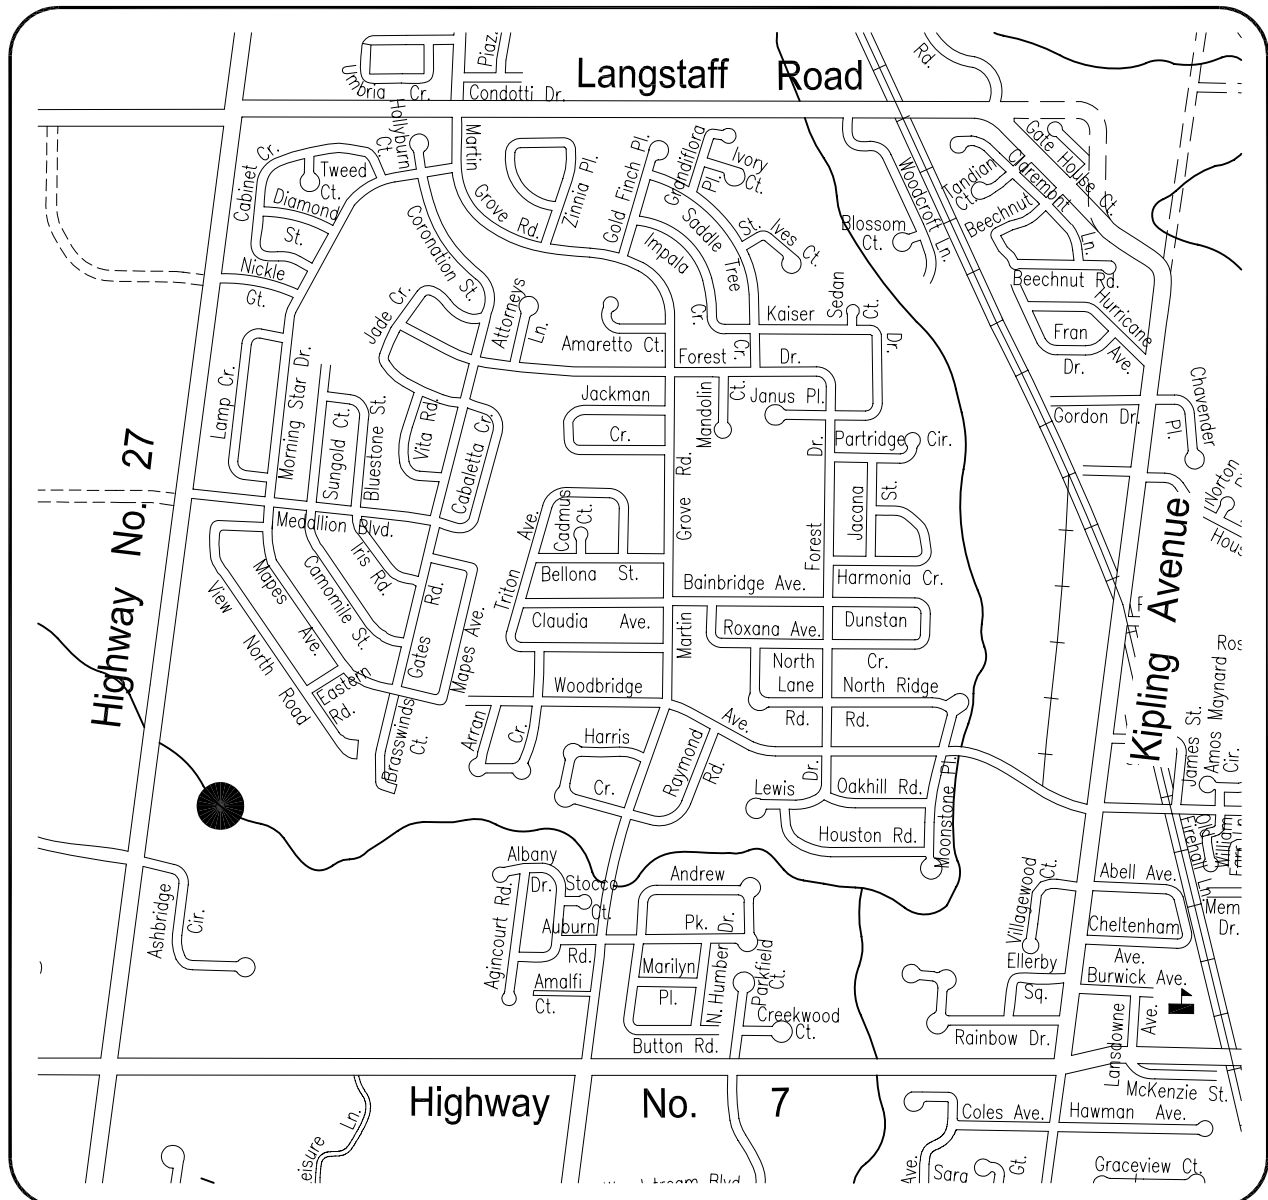 Langstaff Road
Piaz
Rd.
Umbria Cr.
Condotti Dr.
Hollyburn Ct.
Martin
Grove Rd.
Zinnia Pl.
Gold Finch Pl.
Grandiflora Pl.
Ivory Ct.
Gate House Ct.
Claremont Ln.
Tandian Ct.
Woodcroft Ln.
Blossom Ct.
Beechnut
Beechnut Rd.
Hurricane Ave.
Fran Dr.
Cabinet Cr.
Tweed Ct.
Diamond St.
Nickle Gt.
Coronation St.
Saddle Tree Cr.
Impala Cr.
Ives Ct.
St.
Jade Cr.
Attorneys Ln.
Amaretto Ct.
Kaiser Dr.
Sedan Ct.
Forest Dr.
Jackman Cr.
Mandolin Ct.
Janus Pl.
Gordon Dr.
Chavender Pl.
Lamp Cr.
Morning Star Dr.
Sungold Ct.
Bluestone St.
Vita Rd.
Cabaletta Cr.
Partridge Cir.
Jacana St.
Grove Rd.
Forest Dr.
Norton
Hous
Highway No. 27
Medallion Blvd.
Triton Ave.
Cadmus Ct.
Bellona St.
Bainbridge Ave.
Harmonia Cr.
Kipling Avenue
View North Road
Mapes Ave.
Camomile St.
Iris Rd.
Gates Rd.
Mapes Ave.
Claudia Ave.
Martin
Roxana Ave.
Dunstan Cr.
Eastern Rd.
Brasswinds Ct.
Woodbridge Ave.
North Lane Rd.
North Ridge Rd.
Arran Cr.
Harris Cr.
Raymond Rd.
Dr.
Lewis
Oakhill Rd.
Houston Rd.
Moonstone Pl.
Ros
James St.
Amos Maynard Cir.
Firehall Ln.
Old
William
Farr Ln
Mem
Dr.
Ashbridge Cir.
Albany Dr.
Stocco Ct.
Agincourt Rd.
Auburn Rd.
Amalfi Ct.
Andrew Pk.
Dr.
Marilyn Pl.
N. Humber
Parkfield Ct.
Creekwood Ct.
Button Rd.
Villagewood Ct.
Abell Ave.
Cheltenham Ave.
Ellerby Sq.
Burwick Ave.
Rainbow Dr.
Lansdowne Ave.
McKenzie St.
Highway No. 7
Coles Ave.
Hawman Ave.
eisure Ln.
Ave.
Sara
Gt.
Graceview Ct.